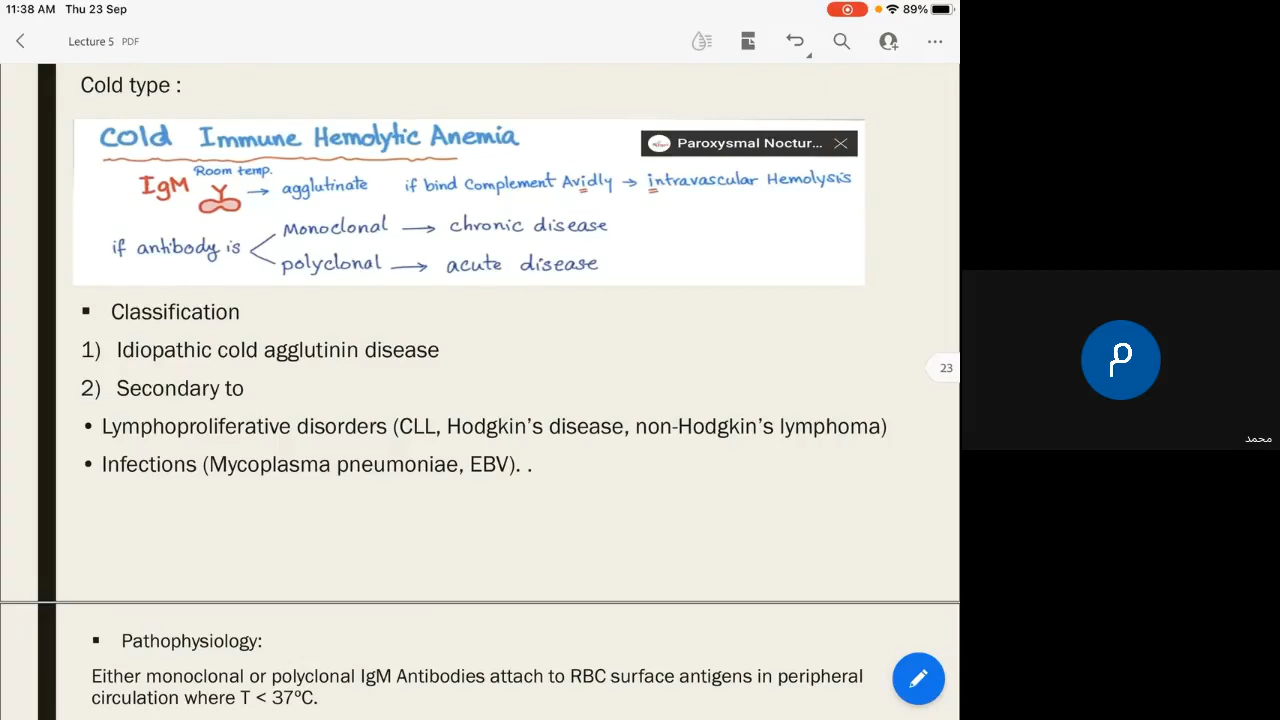 11:38 AM Thu 23 Sep 89%
Lecture 5 PDF
Cold type :
Cold Immune Hemolytic Anemia
Paroxysmal Noctur...
IgM Room temp. Y → agglutinate if bind Complement Avidly → intravascular Hemolysis
if antibody is
Monoclonal → chronic disease
polyclonal → acute disease
▪ Classification
1) Idiopathic cold agglutinin disease
23
2) Secondary to
• Lymphoproliferative disorders (CLL, Hodgkin's disease, non-Hodgkin's lymphoma)
• Infections (Mycoplasma pneumoniae, EBV). .
▪ Pathophysiology:
Either monoclonal or polyclonal IgM Antibodies attach to RBC surface antigens in peripheral
circulation where T < 37ºC.
م
محمد